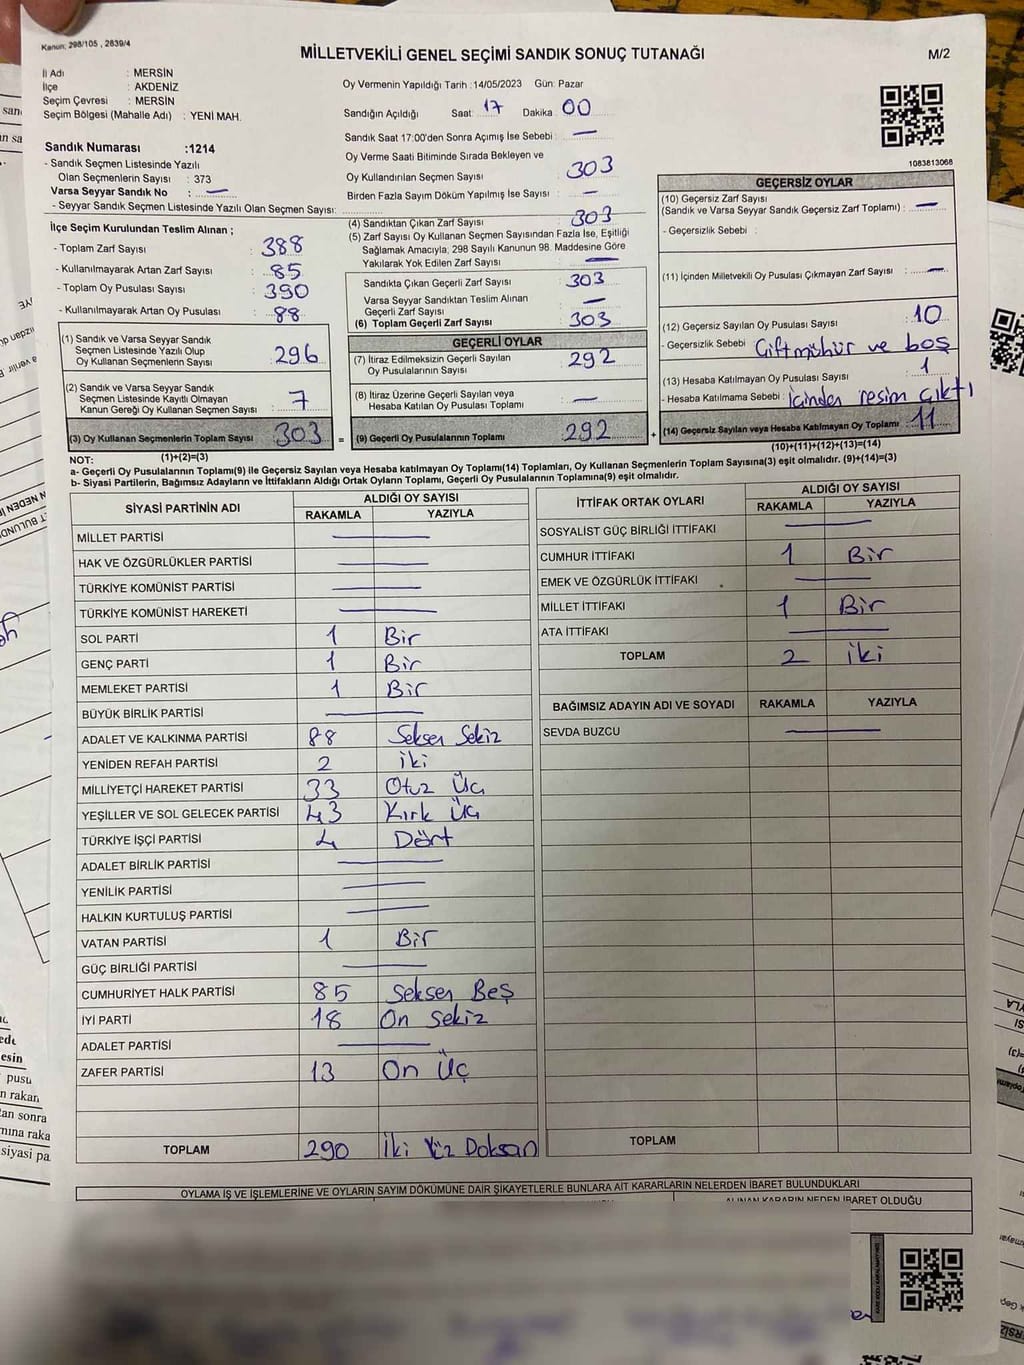 Kanun; 298/105 , 2839/4
MİLLETVEKİLİ GENEL SEÇİMİ SANDIK SONUÇ TUTANAĞI
M/2
İl Adı : MERSİN
İlçe : AKDENİZ
Seçim Çevresi : MERSİN
Seçim Bölgesi (Mahalle Adı) : YENİ MAH.
Sandık Numarası :1214
- Sandık Seçmen Listesinde Yazılı
Olan Seçmenlerin Sayısı : 373
Varsa Seyyar Sandık No : —
- Seyyar Sandık Seçmen Listesinde Yazılı Olan Seçmen Sayısı:
İlçe Seçim Kurulundan Teslim Alınan ;
- Toplam Zarf Sayısı : 388
- Kullanılmayarak Artan Zarf Sayısı : 85
- Toplam Oy Pusulası Sayısı : 390
- Kullanılmayarak Artan Oy Pusulası : 88
(1) Sandık ve Varsa Seyyar Sandık
Seçmen Listesinde Yazılı Olup
Oy Kullanan Seçmenlerin Sayısı : 296
(2) Sandık ve Varsa Seyyar Sandık
Seçmen Listesinde Kayıtlı Olmayan
Kanun Gereği Oy Kullanan Seçmen Sayısı : 7
(3) Oy Kullanan Seçmenlerin Toplam Sayısı : 303
Oy Vermenin Yapıldığı Tarih :14/05/2023 Gün: Pazar
Sandığın Açıldığı Saat: 17 Dakika 00
Sandık Saat 17:00'den Sonra Açımış İse Sebebi : —
Oy Verme Saati Bitiminde Sırada Bekleyen ve
Oy Kullandırılan Seçmen Sayısı : 303
Birden Fazla Sayım Döküm Yapılmış İse Sayısı : —
(4) Sandıktan Çıkan Zarf Sayısı : 303
(5) Zarf Sayısı Oy Kullanan Seçmen Sayısından Fazla İse, Eşitliği
Sağlamak Amacıyla, 298 Sayılı Kanunun 98. Maddesine Göre
Yakılarak Yok Edilen Zarf Sayısı : —
Sandıkta Çıkan Geçerli Zarf Sayısı : 303
Varsa Seyyar Sandıktan Teslim Alınan
Geçerli Zarf Sayısı : —
(6) Toplam Geçerli Zarf Sayısı : 303
GEÇERLİ OYLAR
(7) İtiraz Edilmeksizin Geçerli Sayılan
Oy Pusulalarının Sayısı : 292
(8) İtiraz Üzerine Geçerli Sayılan veya
Hesaba Katılan Oy Pusulası Toplamı : —
= (9) Geçerli Oy Pusulalarının Toplamı : 292
1083813068
GEÇERSİZ OYLAR
(10) Geçersiz Zarf Sayısı
(Sandık ve Varsa Seyyar Sandık Geçersiz Zarf Toplamı) : —
- Geçersizlik Sebebi :
(11) İçinden Milletvekili Oy Pusulası Çıkmayan Zarf Sayısı : —
(12) Geçersiz Sayılan Oy Pusulası Sayısı : 10
- Geçersizlik Sebebi : Çiftmühür ve boş
(13) Hesaba Katılmayan Oy Pusulası Sayısı : 1
- Hesaba Katılmama Sebebi : İçinden resim çıktı
+ (14) Geçersiz Sayılan veya Hesaba Katılmayan Oy Toplamı : 11
(1)+(2)=(3)
(10)+(11)+(12)+(13)=(14)
NOT:
a- Geçerli Oy Pusulalarının Toplamı(9) ile Geçersiz Sayılan veya Hesaba katılmayan Oy Toplamı(14) Toplamları, Oy Kullanan Seçmenlerin Toplam Sayısına(3) eşit olmalıdır. (9)+(14)=(3)
b- Siyasi Partilerin, Bağımsız Adayların ve İttifakların Aldığı Ortak Oyların Toplamı, Geçerli Oy Pusulalarının Toplamına(9) eşit olmalıdır.
SİYASİ PARTİNİN ADI ALDIĞI OY SAYISI
RAKAMLA YAZIYLA
MİLLET PARTİSİ —
HAK VE ÖZGÜRLÜKLER PARTİSİ —
TÜRKİYE KOMÜNİST PARTİSİ —
TÜRKİYE KOMÜNİST HAREKETİ —
SOL PARTİ 1 Bir
GENÇ PARTİ 1 Bir
MEMLEKET PARTİSİ 1 Bir
BÜYÜK BİRLİK PARTİSİ —
ADALET VE KALKINMA PARTİSİ 88 Seksen Sekiz
YENİDEN REFAH PARTİSİ 2 İki
MİLLİYETÇİ HAREKET PARTİSİ 33 Otuz Üç
YEŞİLLER VE SOL GELECEK PARTİSİ 43 Kırk Üç
TÜRKİYE İŞÇİ PARTİSİ 4 Dört
ADALET BİRLİK PARTİSİ —
YENİLİK PARTİSİ —
HALKIN KURTULUŞ PARTİSİ —
VATAN PARTİSİ 1 Bir
GÜÇ BİRLİĞİ PARTİSİ —
CUMHURİYET HALK PARTİSİ 85 Seksen Beş
İYİ PARTİ 18 On Sekiz
ADALET PARTİSİ —
ZAFER PARTİSİ 13 On Üç
TOPLAM 290 İki Yüz Doksan
İTTİFAK ORTAK OYLARI ALDIĞI OY SAYISI
RAKAMLA YAZIYLA
SOSYALİST GÜÇ BİRLİĞİ İTTİFAKI —
CUMHUR İTTİFAKI 1 Bir
EMEK VE ÖZGÜRLÜK İTTİFAKI —
MİLLET İTTİFAKI 1 Bir
ATA İTTİFAKI —
TOPLAM 2 İki
BAĞIMSIZ ADAYIN ADI VE SOYADI RAKAMLA YAZIYLA
SEVDA BUZCU —
TOPLAM
OYLAMA İŞ VE İŞLEMLERİNE VE OYLARIN SAYIM DÖKÜMÜNE DAİR ŞİKAYETLERLE BUNLARA AİT KARARLARIN NELERDEN İBARET BULUNDUKLARI
ALINAN KARARIN NEDEN İBARET OLDUĞU